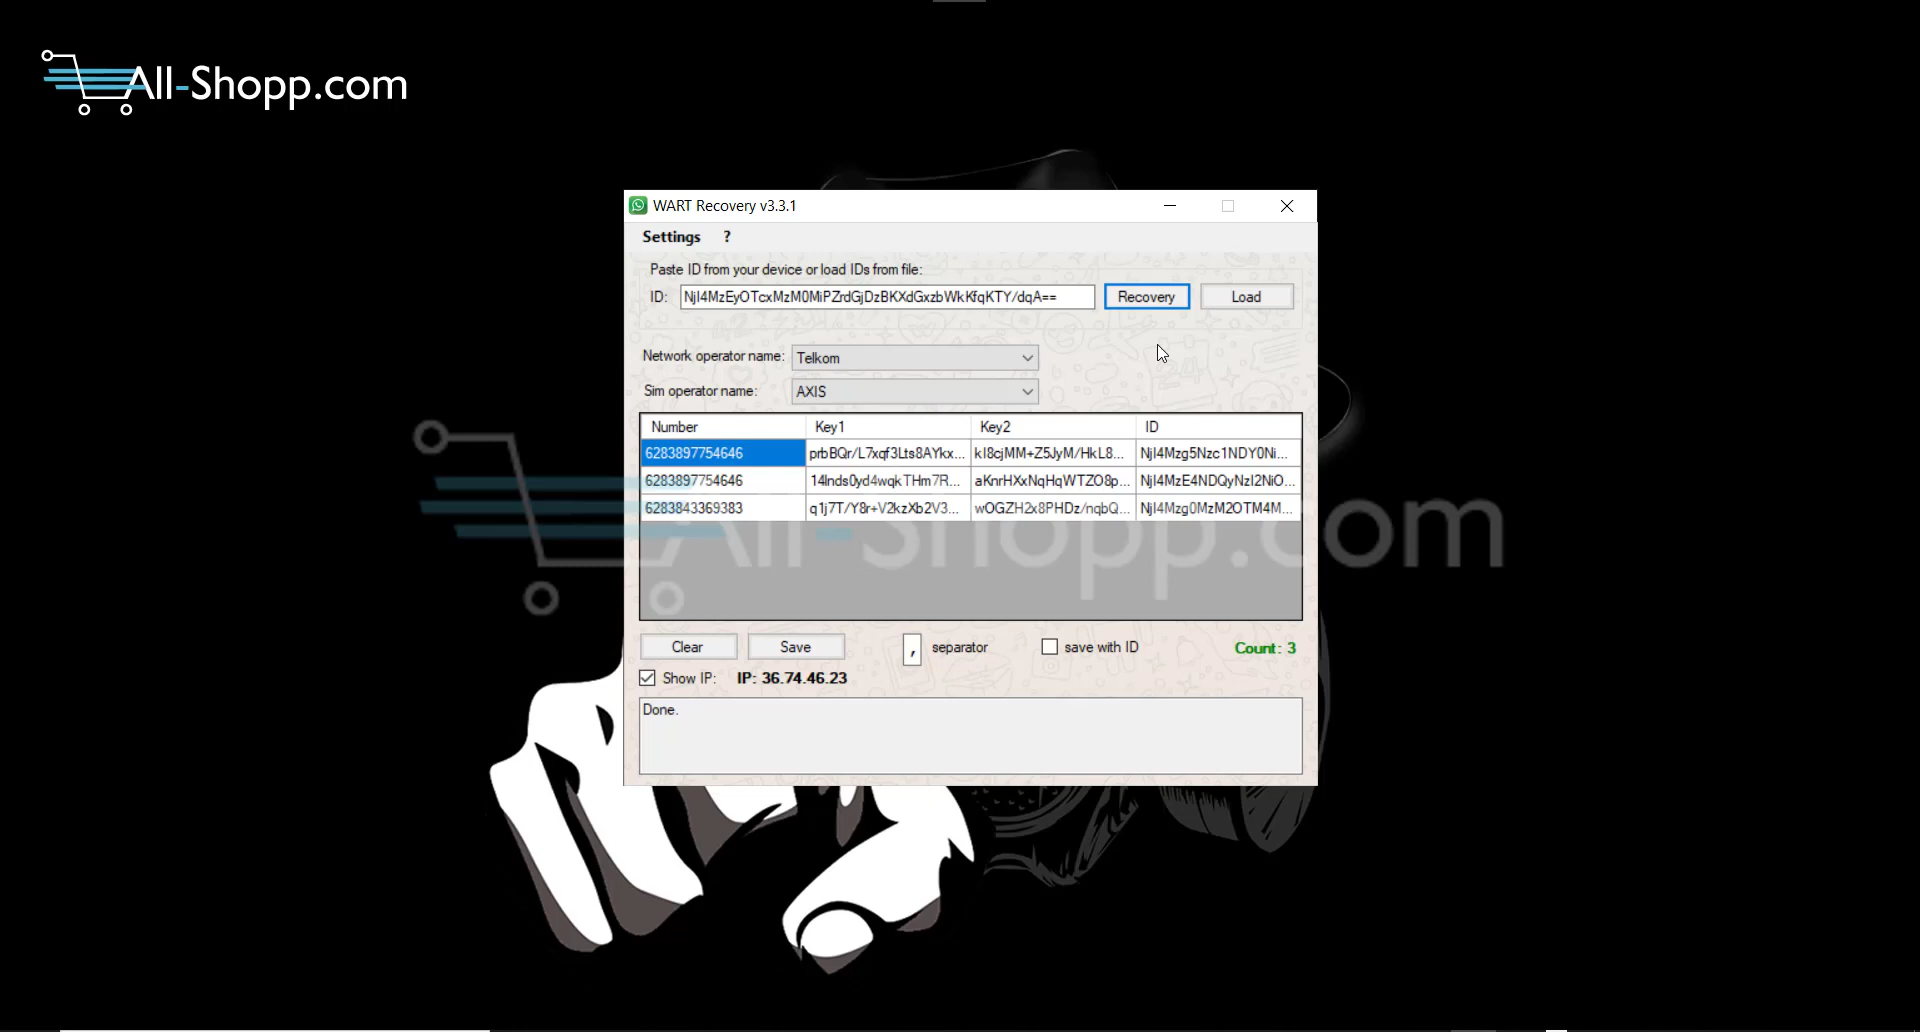 All-Shopp.com
WART Recovery v3.3.1
Settings ?
Paste ID from your device or load IDs from file:
ID: NjI4MzEyOTcxMzM0MiPZrdGjDzBKXdGxzbWkKfqKTY/dqA== Recovery Load
Network operator name: Telkom
Sim operator name: AXIS
Number Key1 Key2 ID
6283897754646 prbBQr/L7xqf3Lts8AYkx... kI8cjMM+Z5JyM/HkL8... NjI4Mzg5Nzc1NDY0Ni...
6283897754646 14lnds0yd4wqkTHm7R... aKnrHXxNqHqWTZO8p... NjI4MzE4NDQyNzI2NiO...
6283843369383 q1j7T/Y8r+V2kzXb2V3... wOGZH2x8PHDz/nqbQ... NjI4Mzg0MzM2OTM4M...
All-Shopp.com
Clear Save , separator save with ID Count: 3
Show IP: IP: 36.74.46.23
Done.